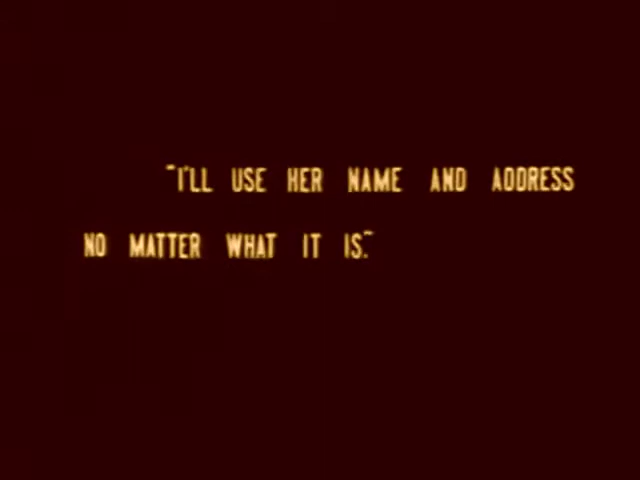 "I'LL USE HER NAME AND ADDRESS
NO MATTER WHAT IT IS."